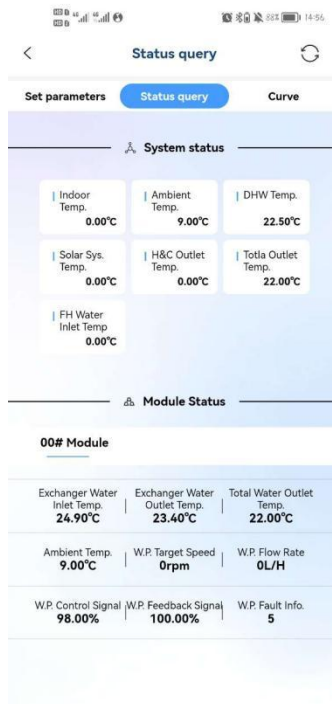 88% 14:56
Status query
Set parameters Status query Curve
System status
Indoor Temp. 0.00°C
Ambient Temp. 9.00°C
DHW Temp. 22.50°C
Solar Sys. Temp. 0.00°C
H&C Outlet Temp. 0.00°C
Totla Outlet Temp. 22.00°C
FH Water Inlet Temp 0.00°C
Module Status
00# Module
Exchanger Water Inlet Temp. 24.90°C
Exchanger Water Outlet Temp. 23.40°C
Total Water Outlet Temp. 22.00°C
Ambient Temp. 9.00°C
W.P. Target Speed 0rpm
W.P. Flow Rate 0L/H
W.P. Control Signal 98.00%
W.P. Feedback Signal 100.00%
W.P. Fault Info. 5